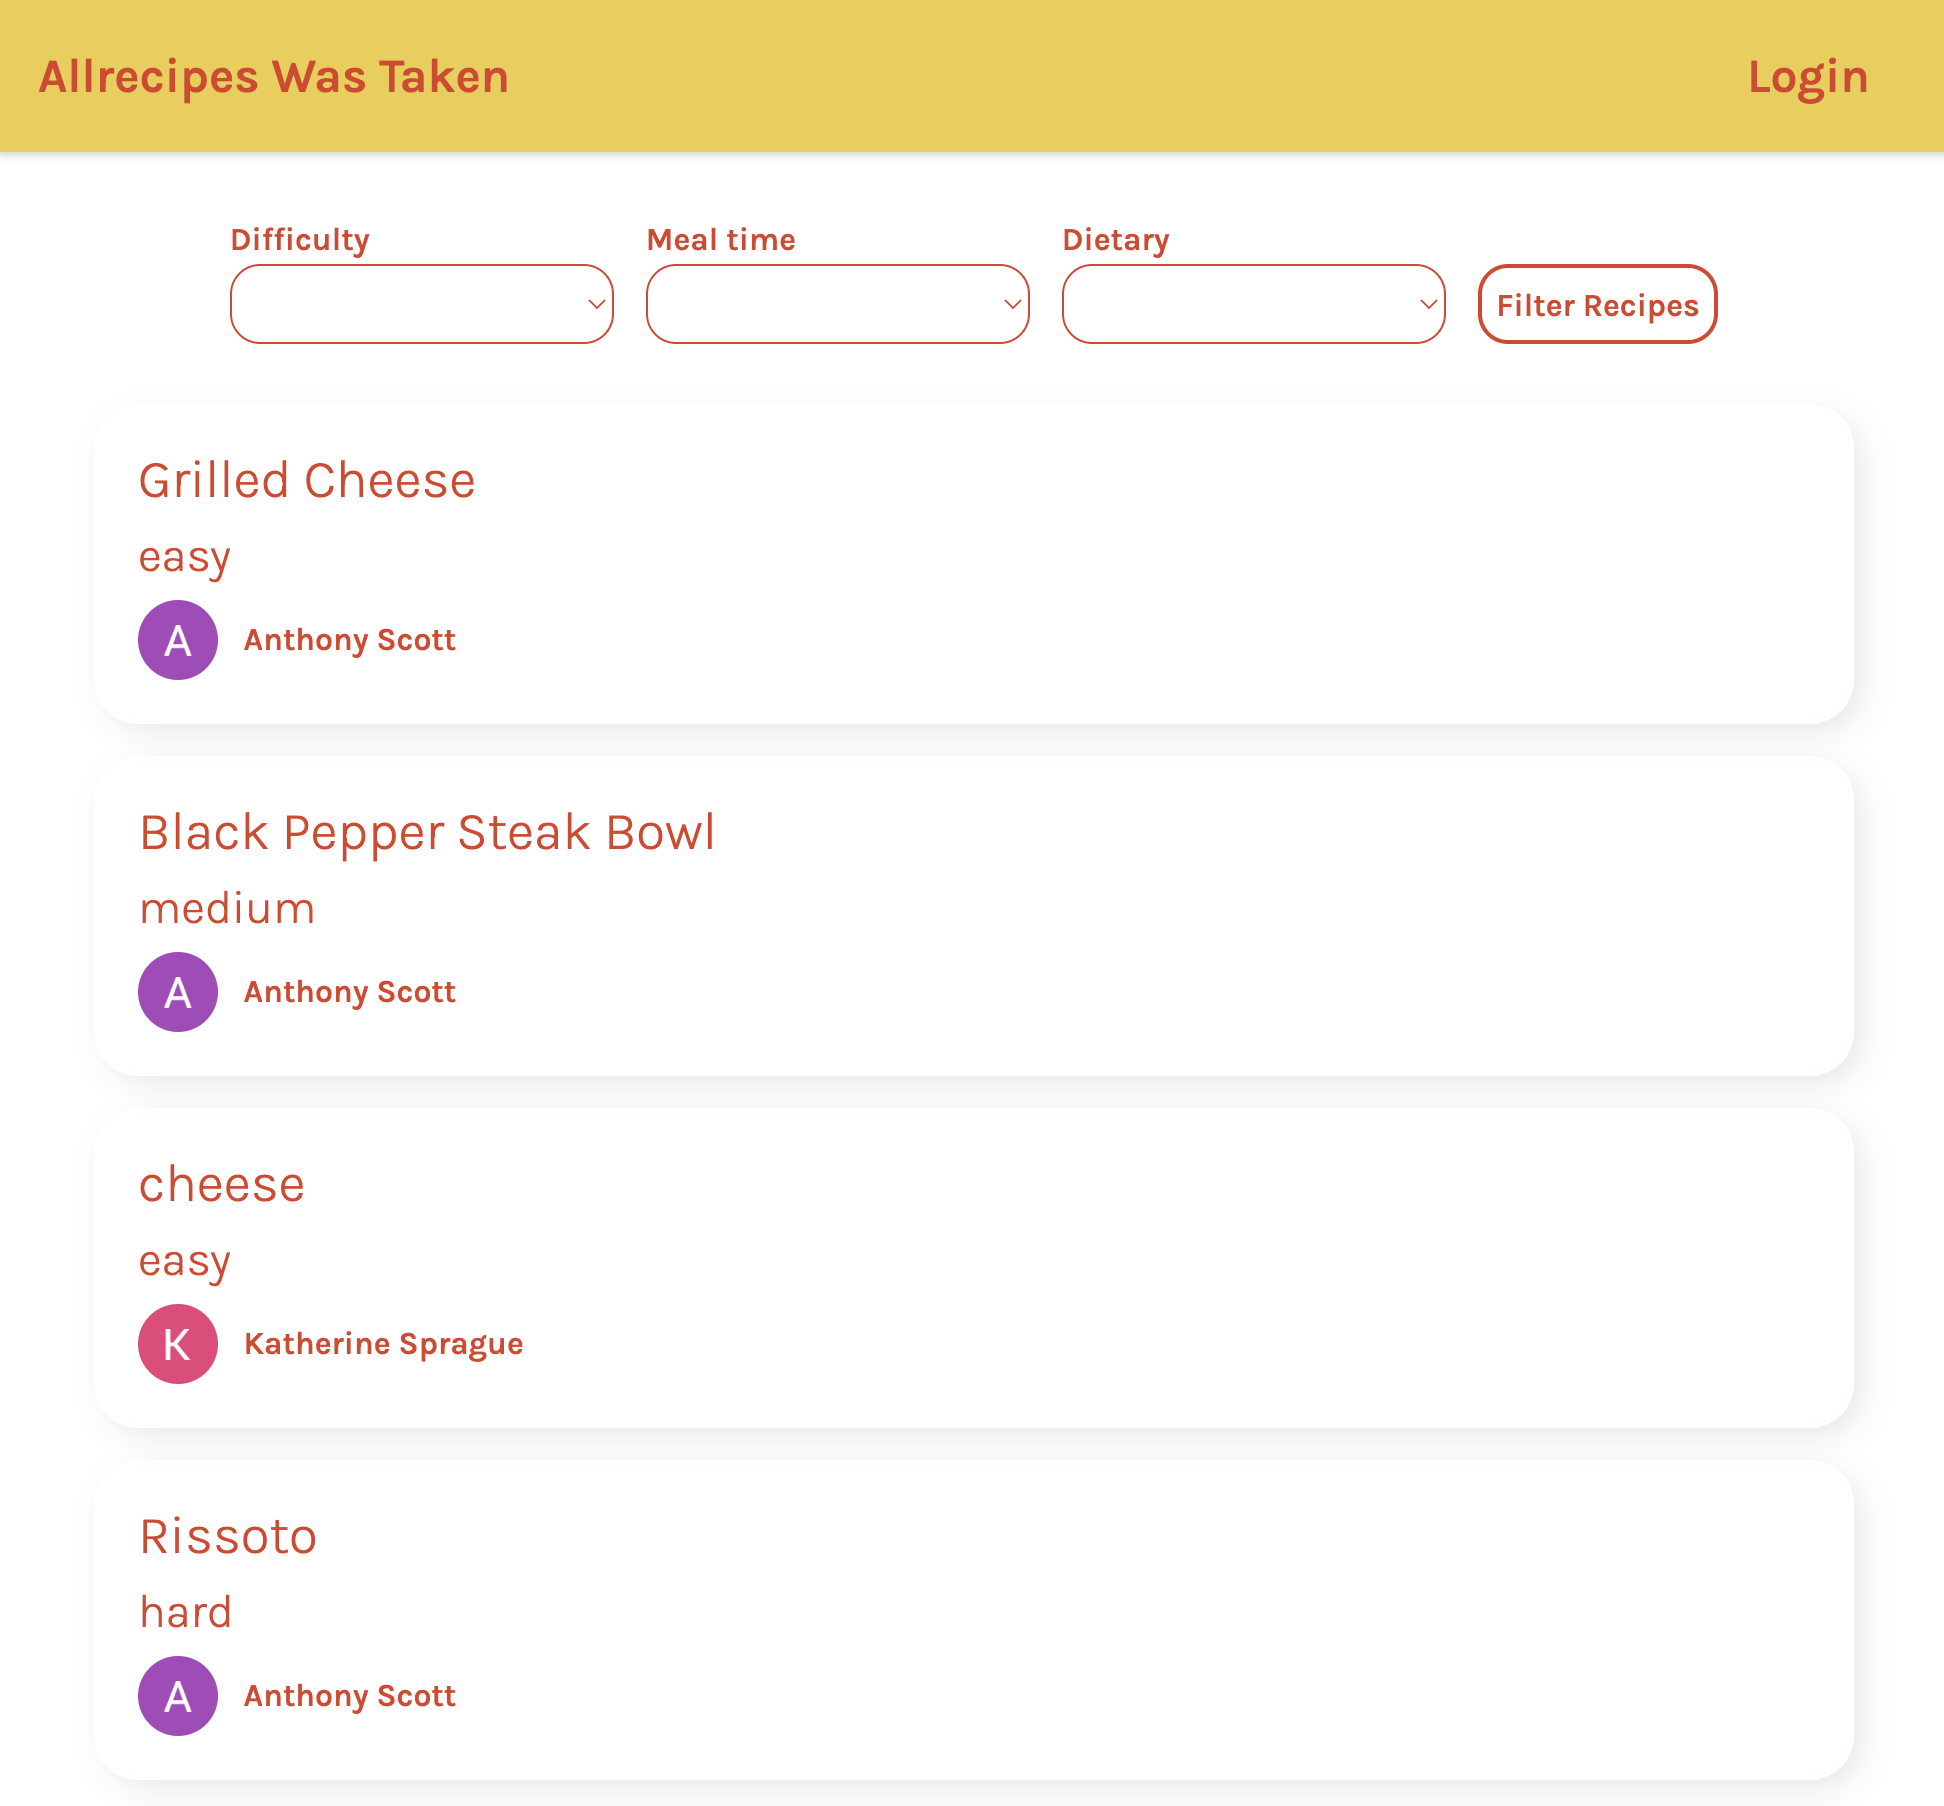 Allrecipes Was Taken
Login
Difficulty
Meal time
Dietary
Filter Recipes
Grilled Cheese
easy
A
Anthony Scott
Black Pepper Steak Bowl
medium
A
Anthony Scott
cheese
easy
K
Katherine Sprague
Rissoto
hard
A
Anthony Scott